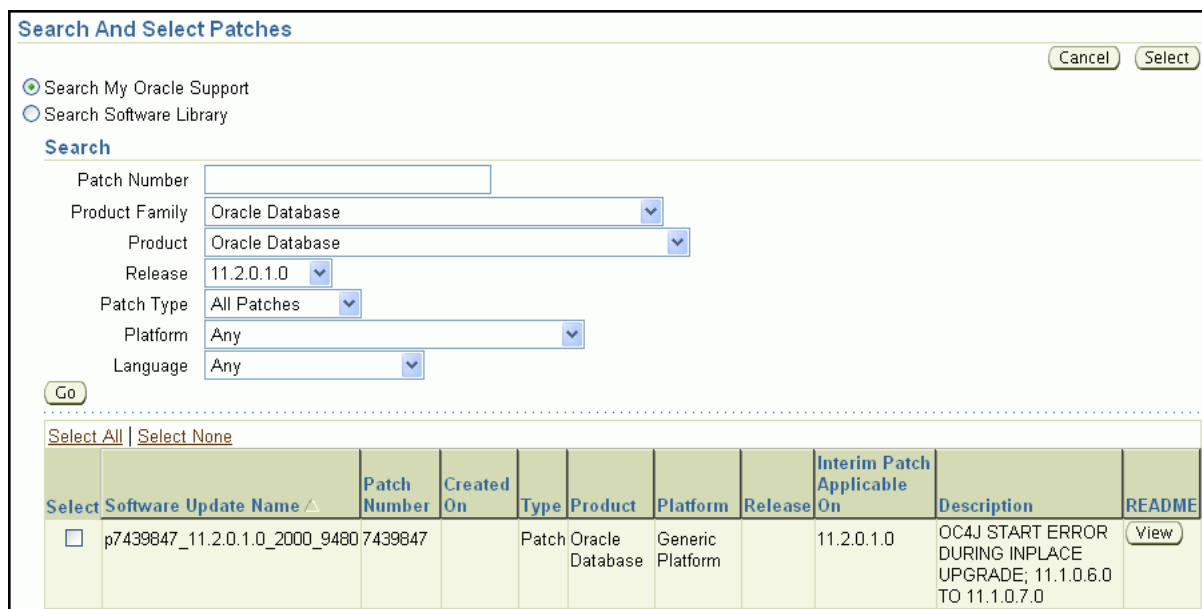 Search And Select Patches
Cancel Select
Search My Oracle Support
Search Software Library
Search
Patch Number
Product Family Oracle Database
Product Oracle Database
Release 11.2.0.1.0
Patch Type All Patches
Platform Any
Language Any
Go
Select All | Select None
Select Software Update Name Patch Number Created On Type Product Platform Release Interim Patch Applicable On Description README
p7439847_11.2.0.1.0_2000_9480 7439847 Patch Oracle Database Generic Platform 11.2.0.1.0 OC4J START ERROR DURING INPLACE UPGRADE; 11.1.0.6.0 TO 11.1.0.7.0 View